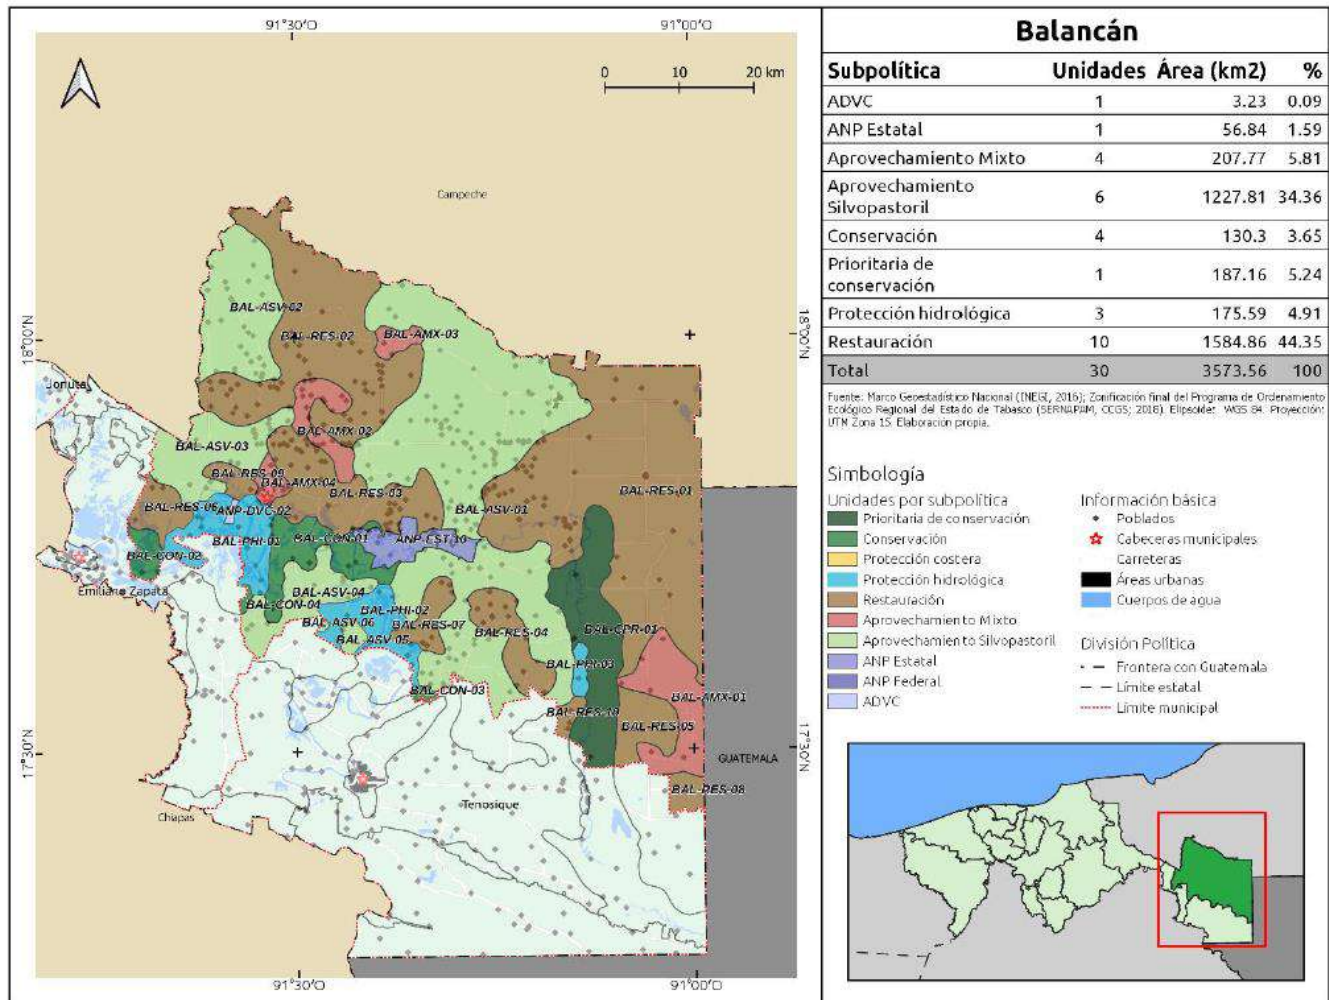 91°30'0
91°00'0
0 10 20 km
Campeche
18°00'N
18°00'N
BAL-ASV-02
BAL-RES-02
BAL-AMX-03
Jonuta
BAL-AMX-02
BAL-ASV-03
BAL-RES-09
BAL-AMX-04
BAL-RES-03
BAL-RES-01
BAL-RES-06
ANP-DVC-02
BAL-ASV-01
BAL-PHI-01
BAL-CON-01
ANP-EST-10
BAL-CON-02
Emiliano Zapata
BAL-ASV-04
BAL-CON-04
BAL-PHI-02
BAL-ASV-06
BAL-RES-07
BAL-ASV-05
BAL-RES-04
BAL-CPR-01
BAL-PHI-03
BAL-CON-03
BAL-AMX-01
BAL-RES-10
BAL-RES-05
17°30'N
17°30'N
GUATEMALA
BAL-RES-08
Tenosique
Chiapas
91°30'0
91°00'0
Balancán
Subpolítica Unidades Área (km2) %
ADVC 1 3.23 0.09
ANP Estatal 1 56.84 1.59
Aprovechamiento Mixto 4 207.77 5.81
Aprovechamiento
Silvopastoril 6 1227.81 34.36
Conservación 4 130.3 3.65
Prioritaria de
conservación 1 187.16 5.24
Protección hidrológica 3 175.59 4.91
Restauración 10 1584.86 44.35
Total 30 3573.56 100
Fuente: Marco Geoestadístico Nacional (INEGI, 2016); Zonificación final del Programa de Ordenamiento
Ecológico Regional del Estado de Tabasco (SERNAPAM, CCGS; 2018). Elipsoide: WGS 84. Proyección:
UTM Zona 15. Elaboración propia.
Simbología
Unidades por subpolítica
Prioritaria de conservación
Conservación
Protección costera
Protección hidrológica
Restauración
Aprovechamiento Mixto
Aprovechamiento Silvopastoril
ANP Estatal
ANP Federal
ADVC
Información básica
Poblados
Cabeceras municipales
Carreteras
Áreas urbanas
Cuerpos de agua
División Política
Frontera con Guatemala
Límite estatal
Límite municipal